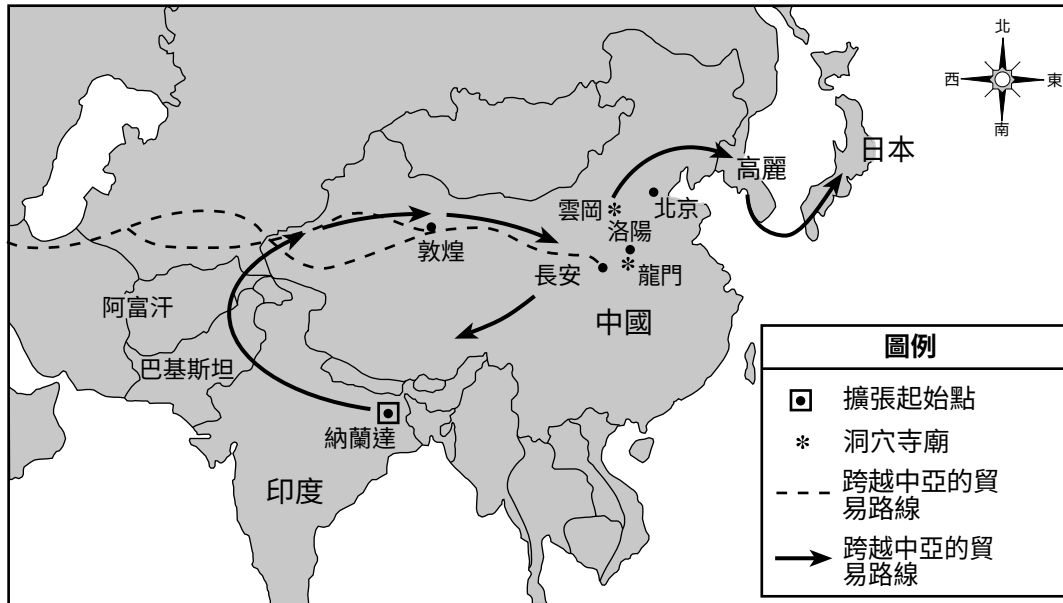 北
西
東
南
日本
高麗
雲岡
北京
洛陽
敦煌
長安
龍門
阿富汗
中國
巴基斯坦
納蘭達
印度
圖例
擴張起始點
洞穴寺廟
跨越中亞的貿
易路線
跨越中亞的貿
易路線